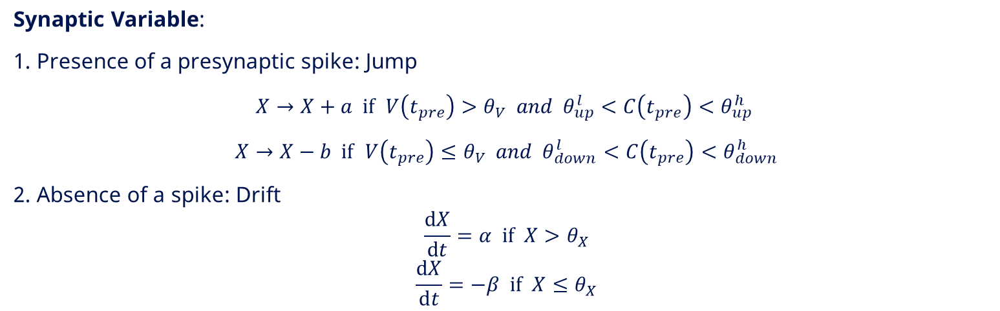 Synaptic Variable:
1. Presence of a presynaptic spike: Jump
X → X + a if V(t_pre) > θ_V and θ_up^l < C(t_pre) < θ_up^h
X → X − b if V(t_pre) ≤ θ_V and θ_down^l < C(t_pre) < θ_down^h
2. Absence of a spike: Drift
dX/dt = α if X > θ_X
dX/dt = −β if X ≤ θ_X